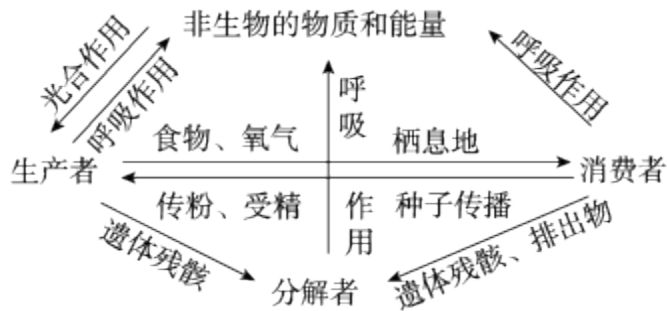 非生物的物质和能量
光合作用
呼吸作用
呼吸作用
呼吸
作用
食物、氧气
栖息地
生产者
消费者
传粉、受精
种子传播
遗体残骸
遗体残骸、排出物
分解者